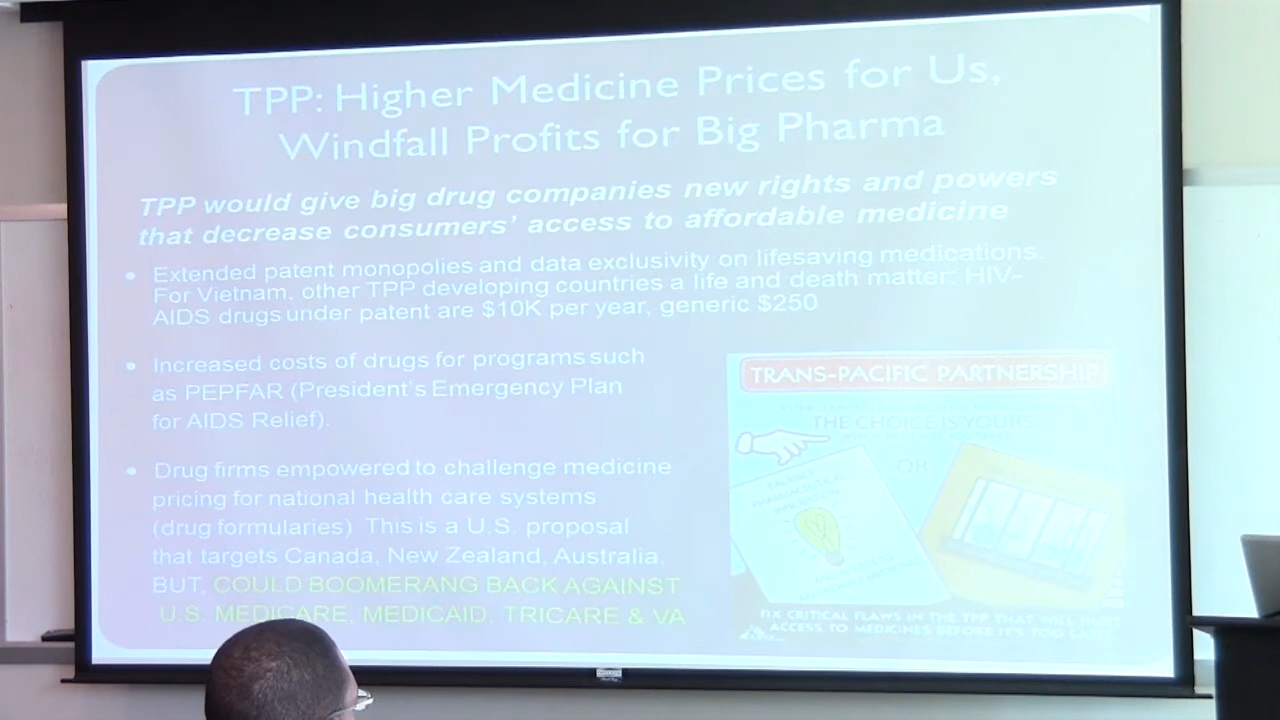 TPP: Higher Medicine Prices for Us,
Windfall Profits for Big Pharma
TPP would give big drug companies new rights and powers
that decrease consumers' access to affordable medicine
• Extended patent monopolies and data exclusivity on lifesaving medications.
For Vietnam, other TPP developing countries a life and death matter: HIV-
AIDS drugs under patent are $10K per year, generic $250
• Increased costs of drugs for programs such
as PEPFAR (President's Emergency Plan
for AIDS Relief).
• Drug firms empowered to challenge medicine
pricing for national health care systems
(drug formularies) This is a U.S. proposal
that targets Canada, New Zealand, Australia,
BUT, COULD BOOMERANG BACK AGAINST
U.S. MEDICARE, MEDICAID, TRICARE & VA
TRANS-PACIFIC PARTNERSHIP
THE CHOICE IS YOURS
OR
BALANCE
PHARMACEUTICAL
INNOVATION
FIX CRITICAL FLAWS IN THE TPP THAT WILL
ACCESS TO MEDICINES BEFORE IT'S TOO LATE